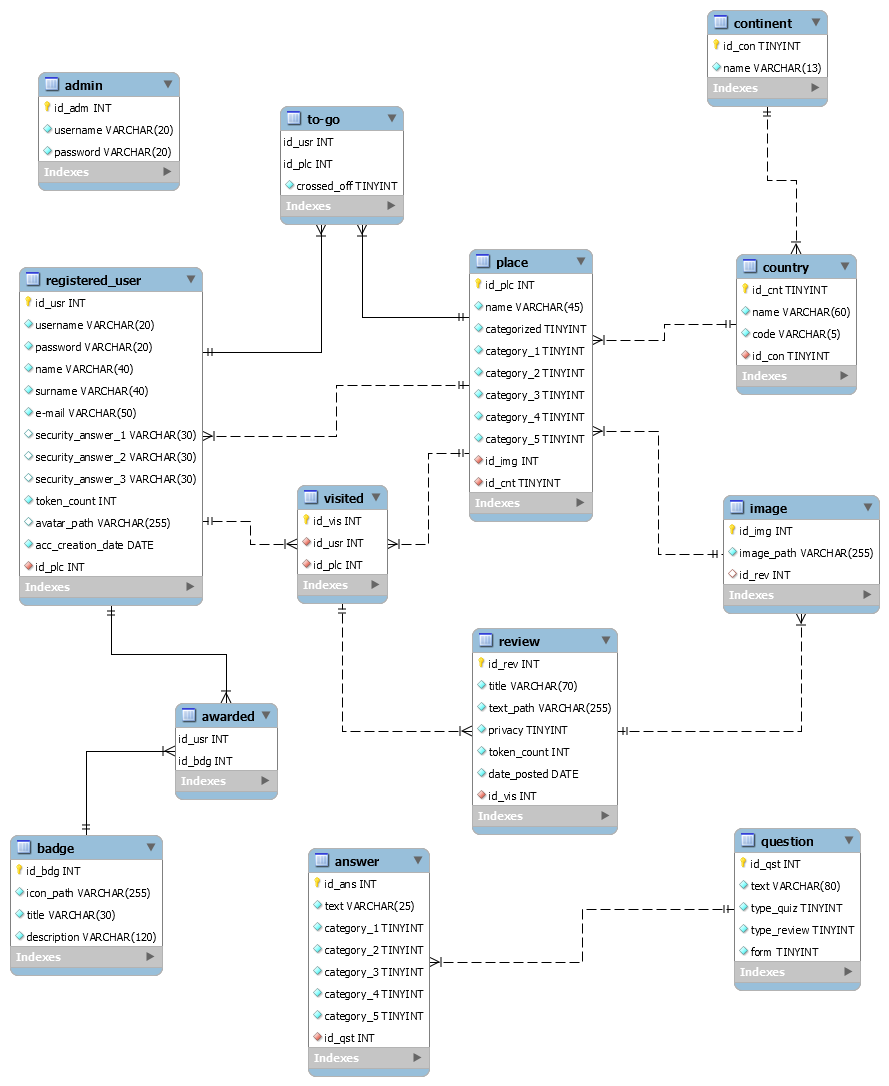 continent
id_con TINYINT
name VARCHAR(13)
Indexes
admin
id_adm INT
username VARCHAR(20)
password VARCHAR(20)
Indexes
to-go
id_usr INT
id_plc INT
crossed_off TINYINT
Indexes
place
id_plc INT
name VARCHAR(45)
categorized TINYINT
category_1 TINYINT
category_2 TINYINT
category_3 TINYINT
category_4 TINYINT
category_5 TINYINT
id_img INT
id_cnt TINYINT
Indexes
country
id_cnt TINYINT
name VARCHAR(60)
code VARCHAR(5)
id_con TINYINT
Indexes
registered_user
id_usr INT
username VARCHAR(20)
password VARCHAR(20)
name VARCHAR(40)
surname VARCHAR(40)
e-mail VARCHAR(50)
security_answer_1 VARCHAR(30)
security_answer_2 VARCHAR(30)
security_answer_3 VARCHAR(30)
token_count INT
avatar_path VARCHAR(255)
acc_creation_date DATE
id_plc INT
Indexes
visited
id_vis INT
id_usr INT
id_plc INT
Indexes
image
id_img INT
image_path VARCHAR(255)
id_rev INT
Indexes
review
id_rev INT
title VARCHAR(70)
text_path VARCHAR(255)
privacy TINYINT
token_count INT
date_posted DATE
id_vis INT
Indexes
awarded
id_usr INT
id_bdg INT
Indexes
badge
id_bdg INT
icon_path VARCHAR(255)
title VARCHAR(30)
description VARCHAR(120)
Indexes
answer
id_ans INT
text VARCHAR(25)
category_1 TINYINT
category_2 TINYINT
category_3 TINYINT
category_4 TINYINT
category_5 TINYINT
id_qst INT
Indexes
question
id_qst INT
text VARCHAR(80)
type_quiz TINYINT
type_review TINYINT
form TINYINT
Indexes